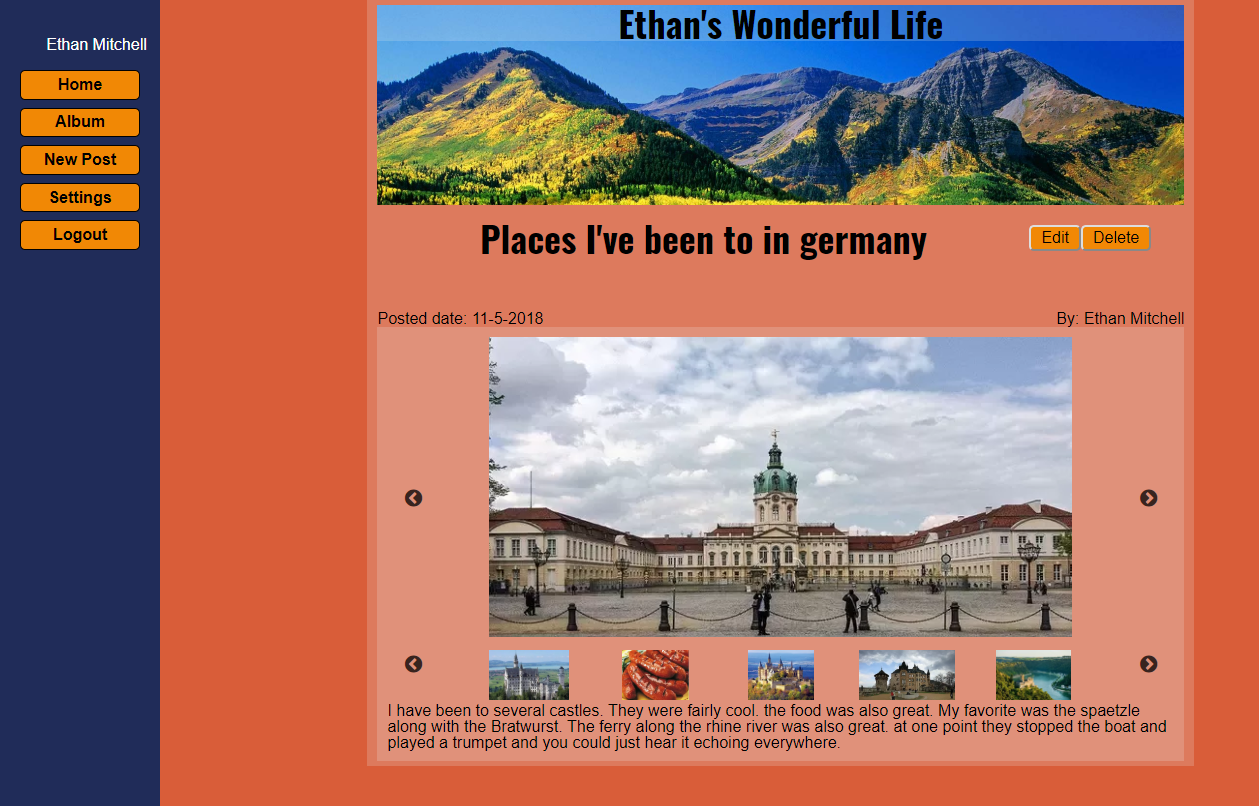 Ethan Mitchell
Home
Album
New Post
Settings
Logout
Ethan's Wonderful Life
Places I've been to in germany
Edit
Delete
Posted date: 11-5-2018
By: Ethan Mitchell
I have been to several castles. They were fairly cool. the food was also great. My favorite was the spaetzle
along with the Bratwurst. The ferry along the rhine river was also great. at one point they stopped the boat and
played a trumpet and you could just hear it echoing everywhere.